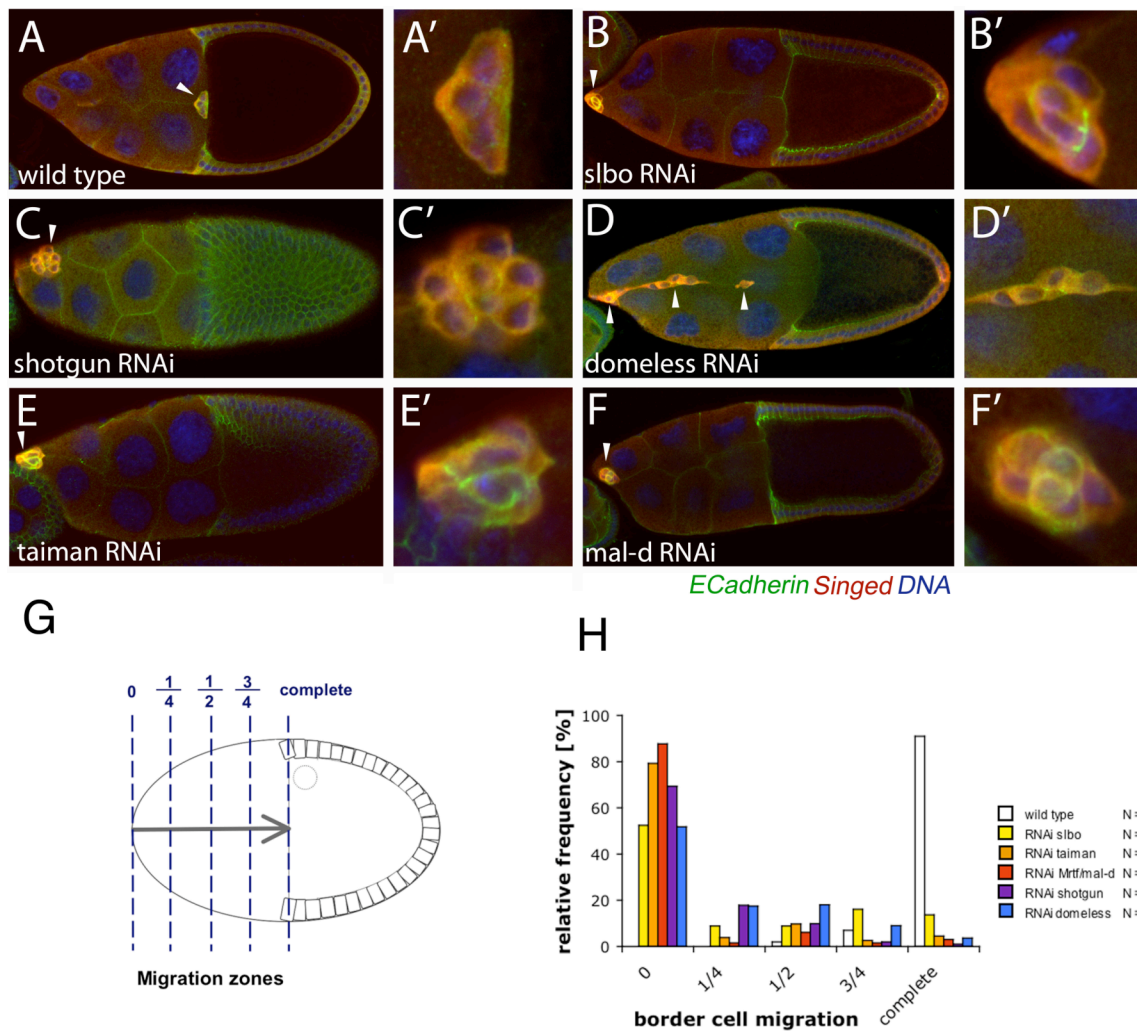 A
A′
B
B′
wild type
slbo RNAi
C
C′
D
D′
shotgun RNAi
domeless RNAi
E
E′
F
F′
taiman RNAi
mal-d RNAi
ECadherin Singed DNA
G
0 1/4 1/2 3/4 complete
Migration zones
H
relative frequency [%]
100
80
60
40
20
0
0 1/4 1/2 3/4 complete
border cell migration
wild type N =
RNAi slbo N =
RNAi taiman N =
RNAi Mrtf/mal-d N =
RNAi shotgun N =
RNAi domeless N =